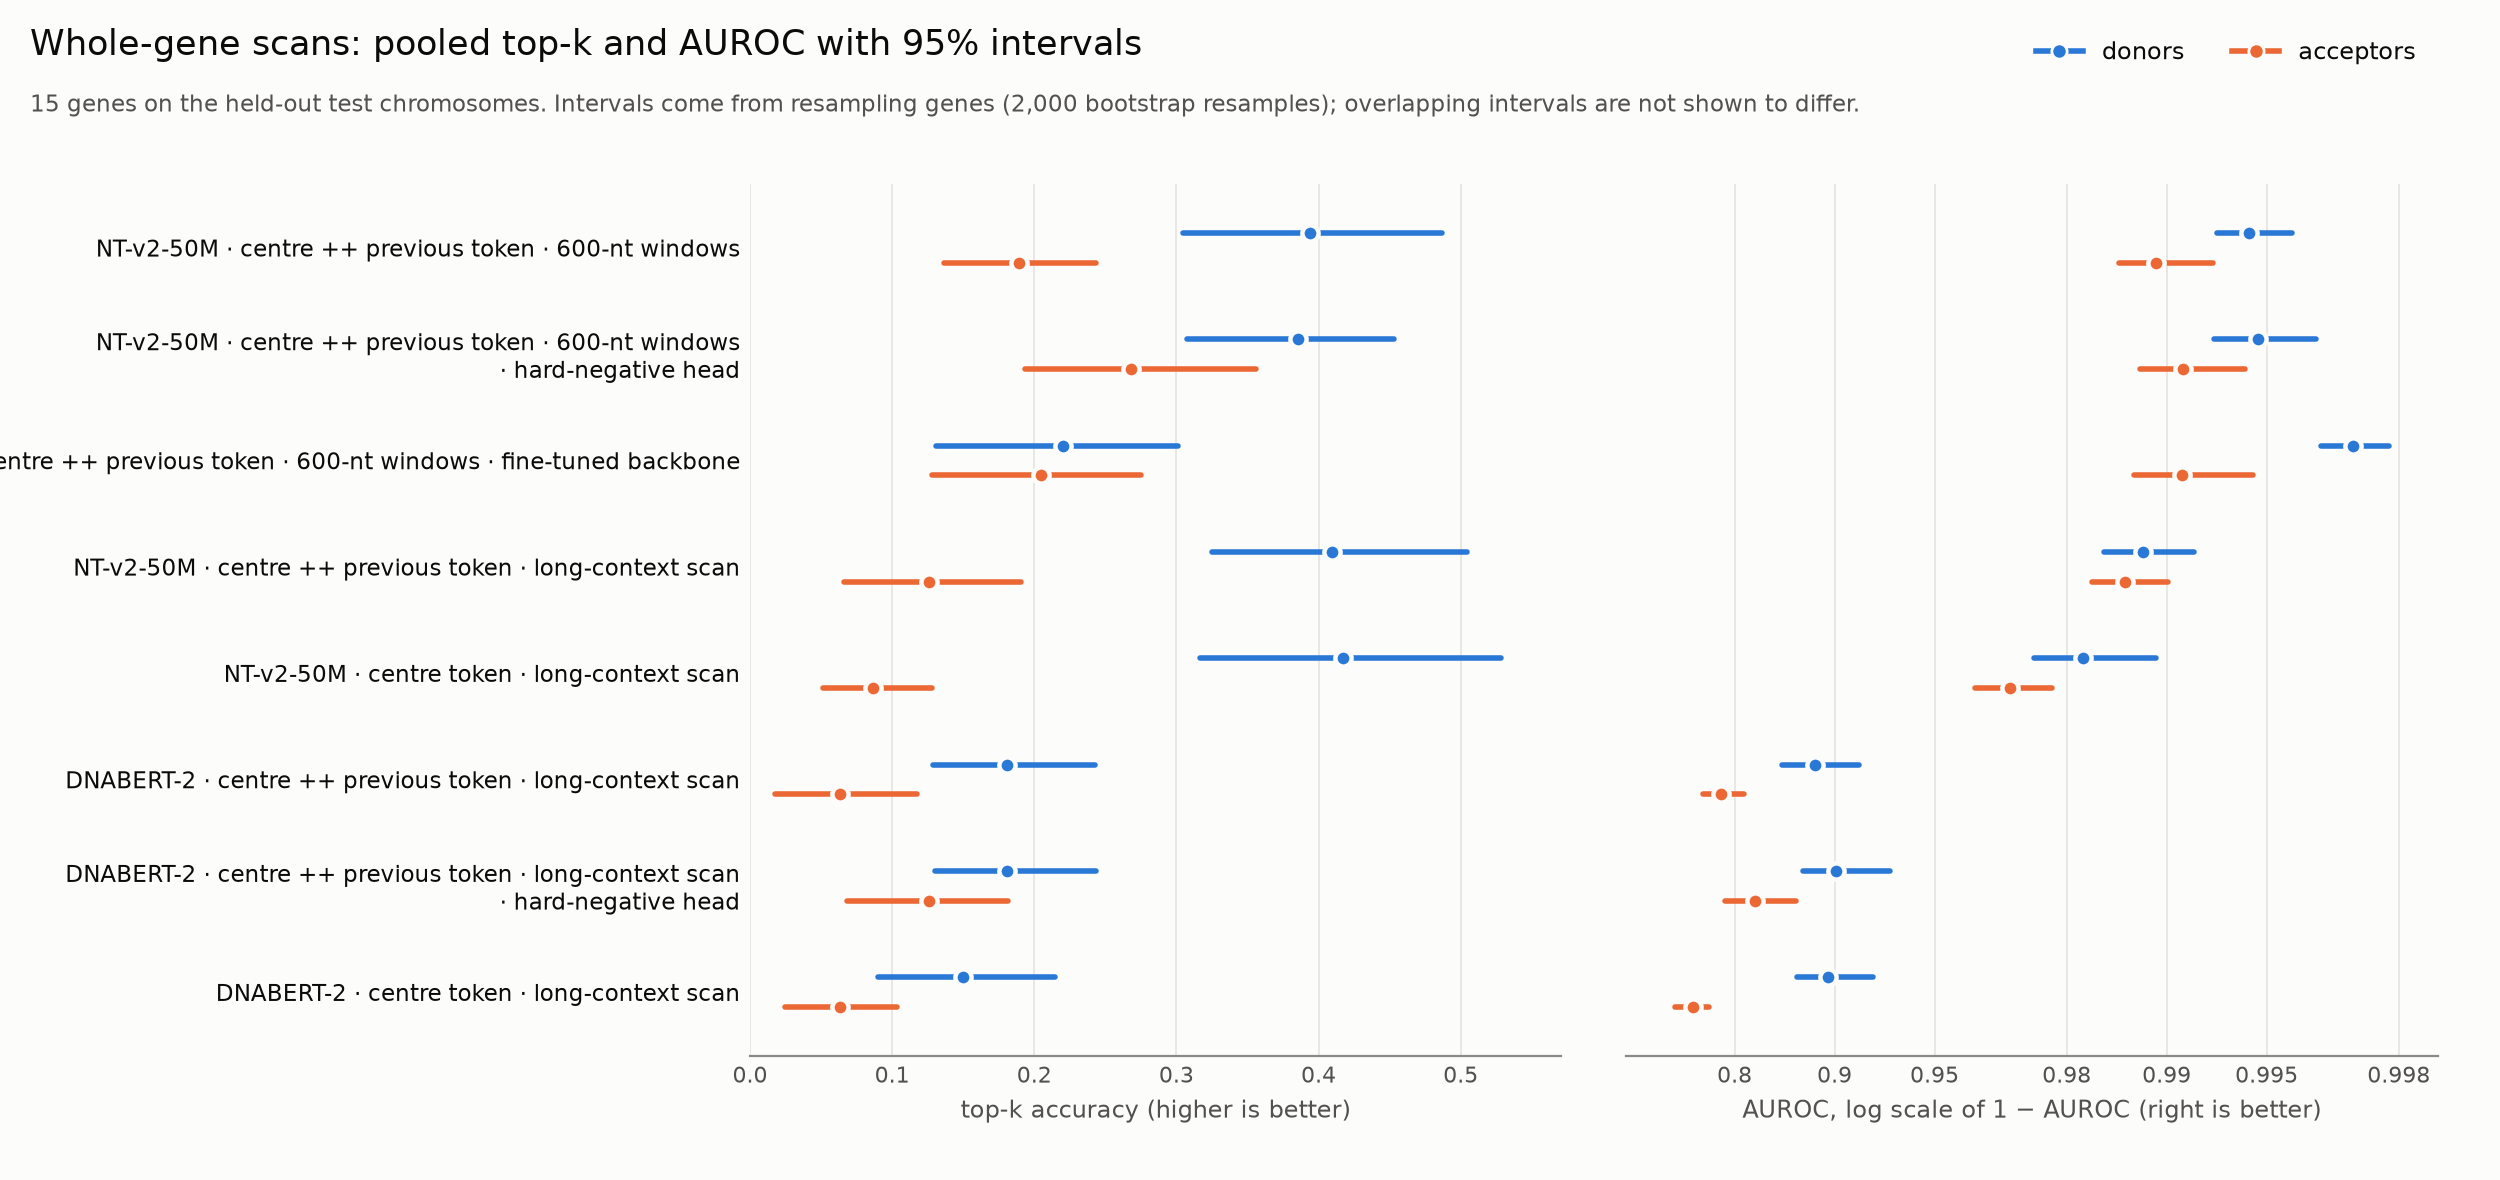 Whole-gene scans: pooled top-k and AUROC with 95% intervals
donors
acceptors
15 genes on the held-out test chromosomes. Intervals come from resampling genes (2,000 bootstrap resamples); overlapping intervals are not shown to differ.
NT-v2-50M · centre ++ previous token · 600-nt windows
NT-v2-50M · centre ++ previous token · 600-nt windows
· hard-negative head
entre ++ previous token · 600-nt windows · fine-tuned backbone
NT-v2-50M · centre ++ previous token · long-context scan
NT-v2-50M · centre token · long-context scan
DNABERT-2 · centre ++ previous token · long-context scan
DNABERT-2 · centre ++ previous token · long-context scan
· hard-negative head
DNABERT-2 · centre token · long-context scan
0.0 0.1 0.2 0.3 0.4 0.5
top-k accuracy (higher is better)
0.8 0.9 0.95 0.98 0.99 0.995 0.998
AUROC, log scale of 1 − AUROC (right is better)